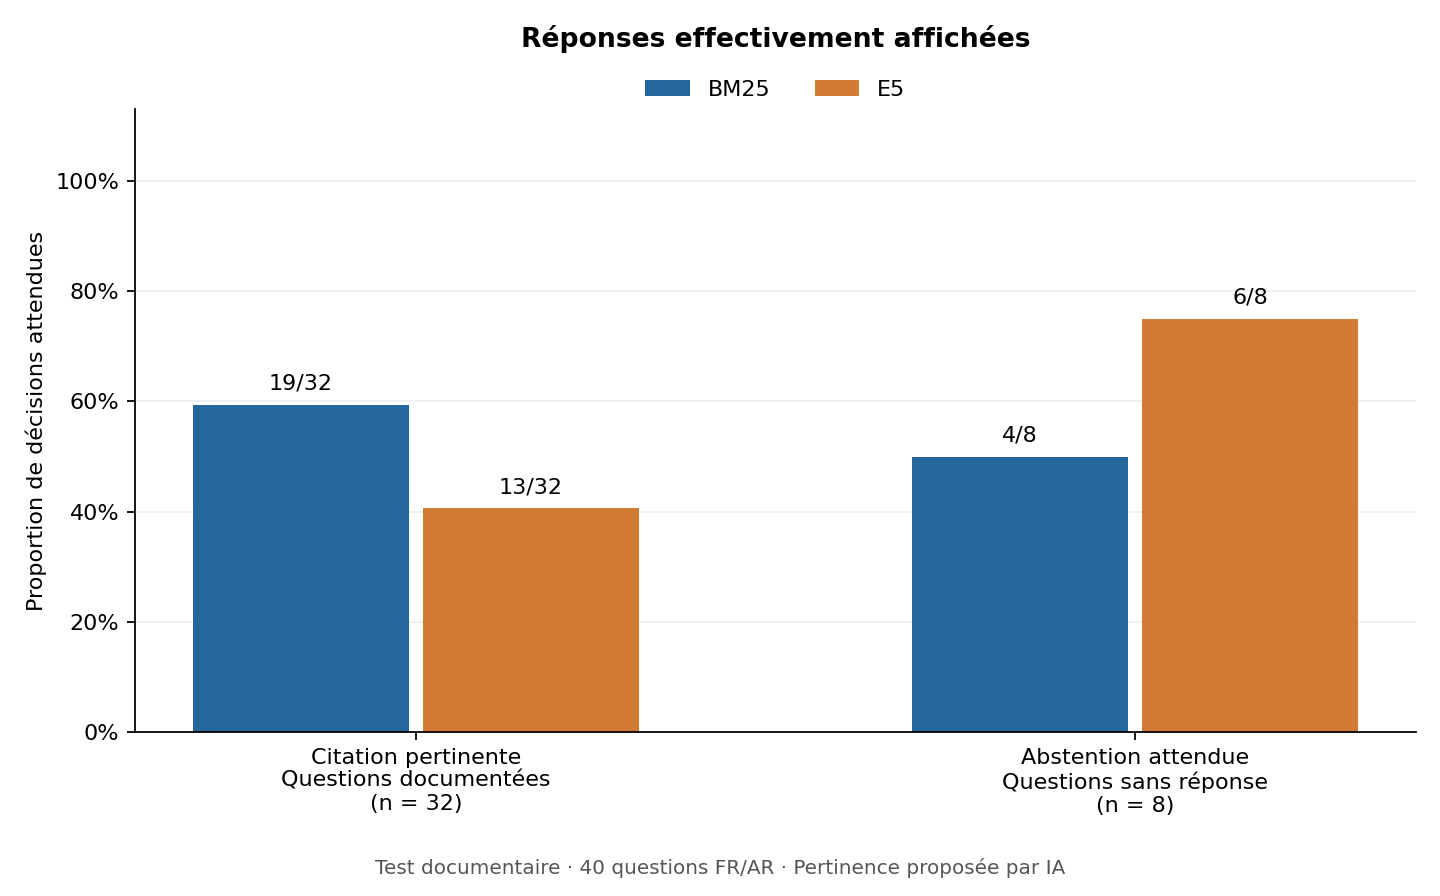 Réponses effectivement affichées
BM25
E5
Proportion de décisions attendues
100%
80%
60%
40%
20%
0%
19/32
13/32
4/8
6/8
Citation pertinente
Questions documentées
(n = 32)
Abstention attendue
Questions sans réponse
(n = 8)
Test documentaire · 40 questions FR/AR · Pertinence proposée par IA